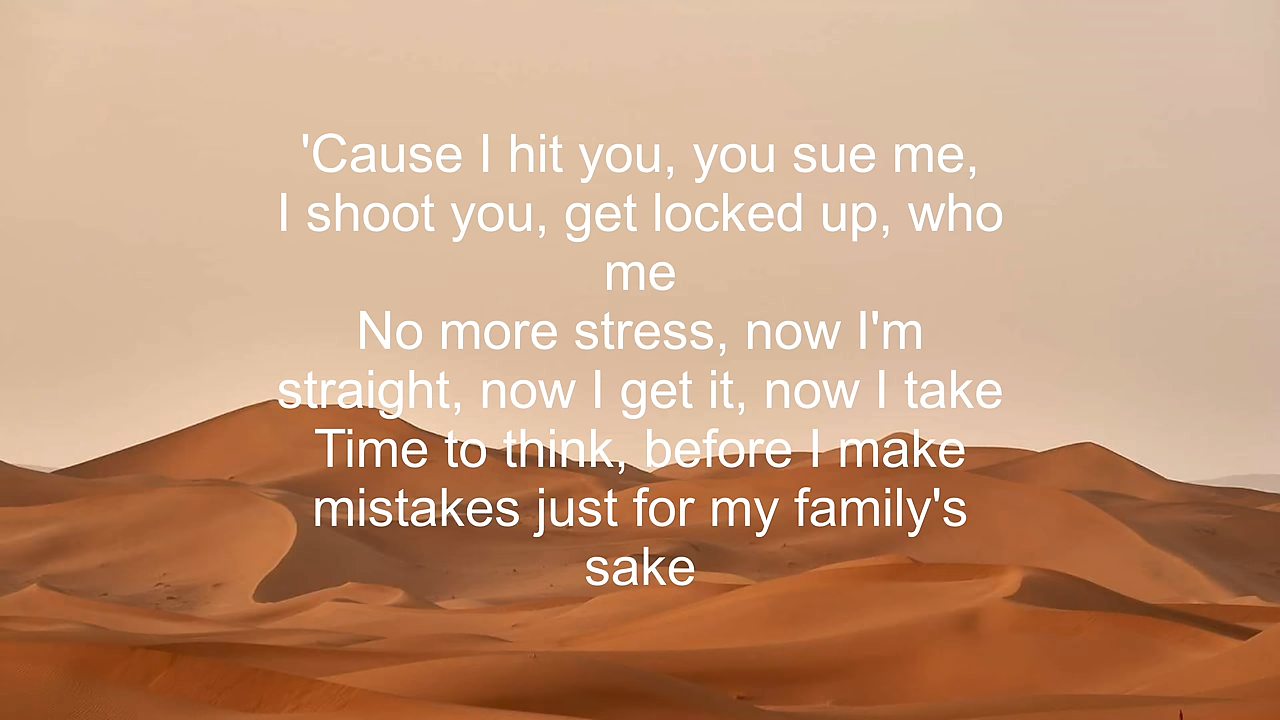 'Cause I hit you, you sue me,
I shoot you, get locked up, who
me
No more stress, now I'm
straight, now I get it, now I take
Time to think, before I make
mistakes just for my family's
sake